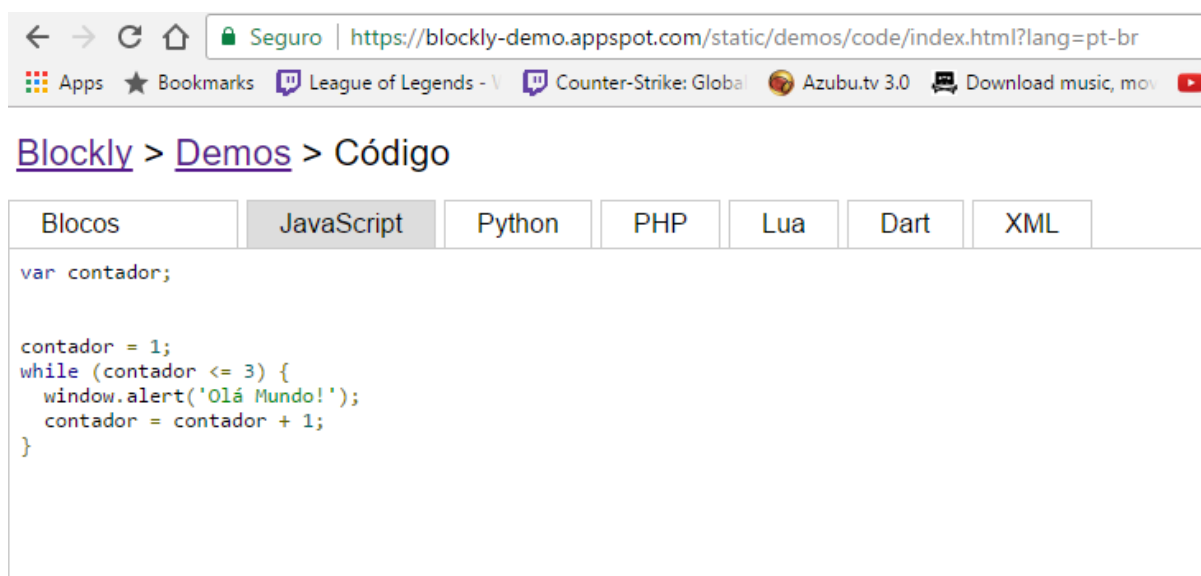 Seguro | https://blockly-demo.appspot.com/static/demos/code/index.html?lang=pt-br
Apps Bookmarks League of Legends - Counter-Strike: Global Azubu.tv 3.0 Download music, mov
Blockly > Demos > Código
Blocos JavaScript Python PHP Lua Dart XML
var contador;
contador = 1;
while (contador <= 3) {
  window.alert('Olá Mundo!');
  contador = contador + 1;
}